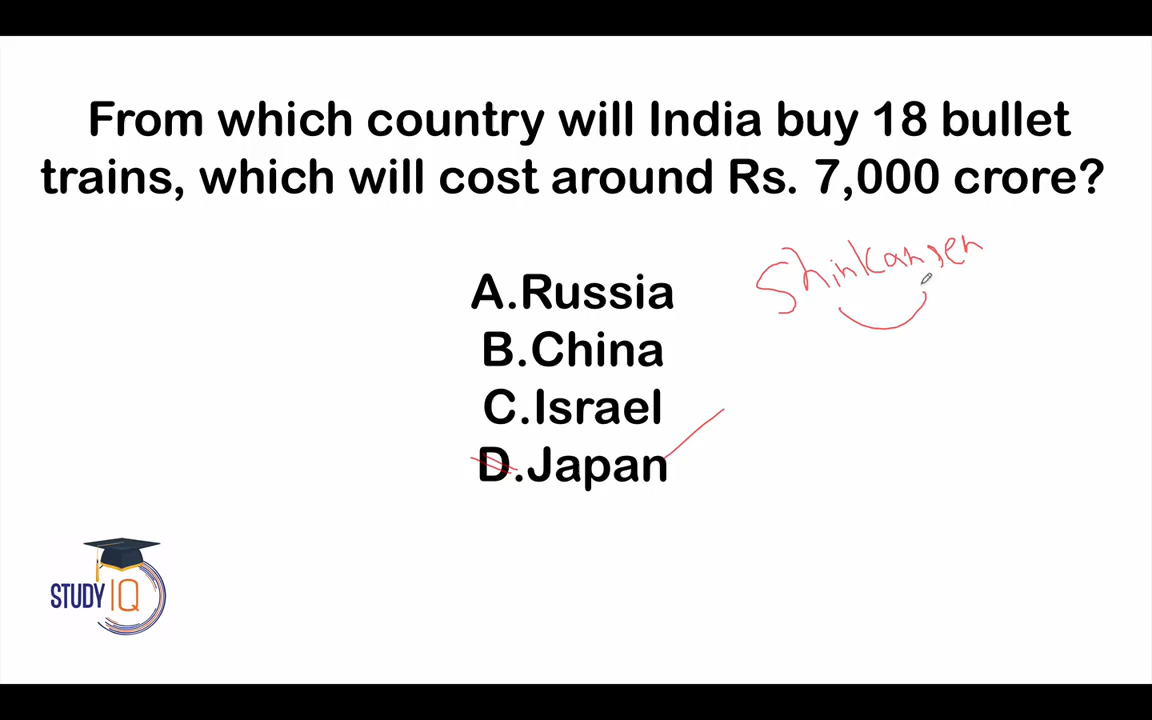 From which country will India buy 18 bullet
trains, which will cost around Rs. 7,000 crore?
Shinkansen
A.Russia
B.China
C.Israel
D.Japan
STUDY IQ